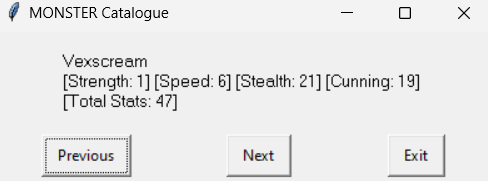 MONSTER Catalogue
Vexscream
[Strength: 1] [Speed: 6] [Stealth: 21] [Cunning: 19]
[Total Stats: 47]
Previous Next Exit